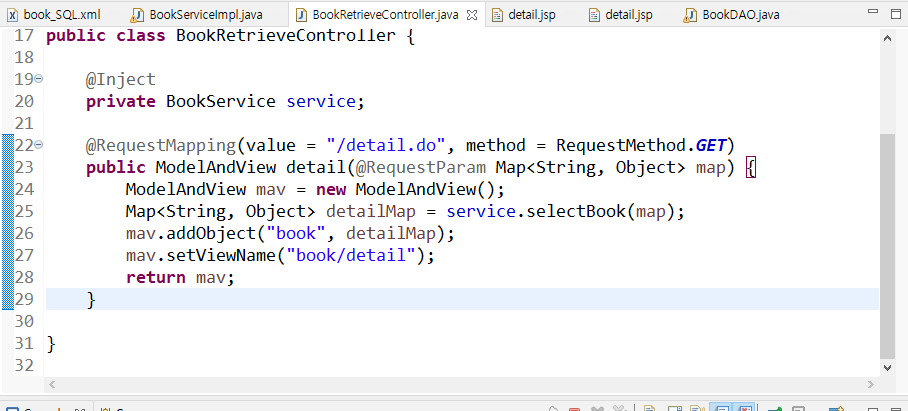 book_SQL.xml BookServiceImpl.java BookRetrieveController.java detail.jsp detail.jsp BookDAO.java
17 public class BookRetrieveController {
18
19 @Inject
20 private BookService service;
21
22 @RequestMapping(value = "/detail.do", method = RequestMethod.GET)
23 public ModelAndView detail(@RequestParam Map<String, Object> map) {
24 ModelAndView mav = new ModelAndView();
25 Map<String, Object> detailMap = service.selectBook(map);
26 mav.addObject("book", detailMap);
27 mav.setViewName("book/detail");
28 return mav;
29 }
30
31 }
32